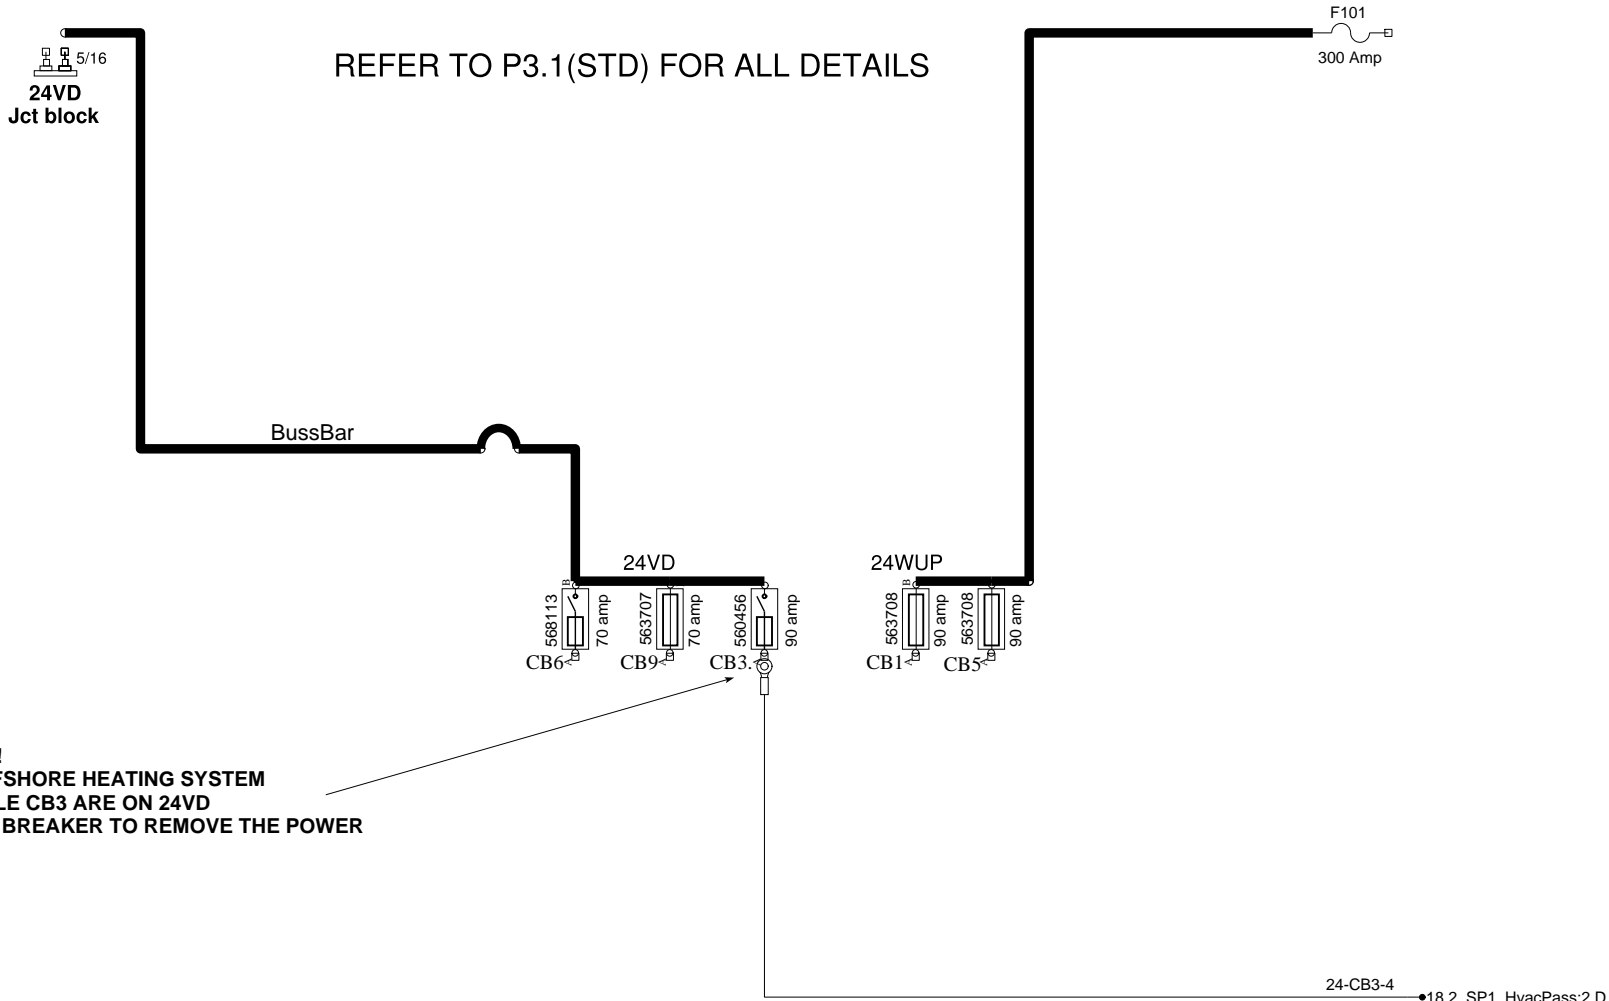 F101
300 Amp
5/16
24VD
Jct block
REFER TO P3.1(STD) FOR ALL DETAILS
BussBar
24VD
24WUP
B
568113
70 amp
563707
70 amp
560456
90 amp
B
563708
90 amp
563708
90 amp
CB6
A
CB9
A
CB3.
A
CB1
A
CB5
A
!
FSHORE HEATING SYSTEM
LE CB3 ARE ON 24VD
BREAKER TO REMOVE THE POWER
24-CB3-4
18.2 SP1_HvacPass:2.D